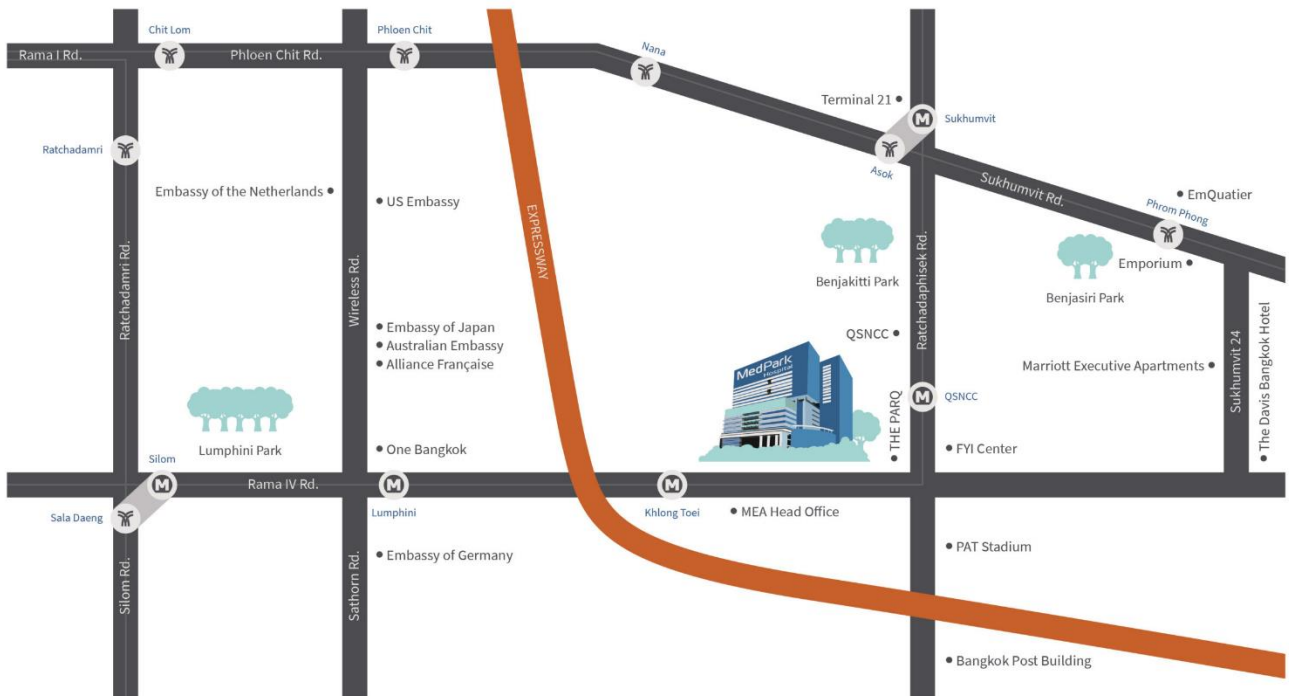 Chit Lom
Phloen Chit
Rama I Rd.
Phloen Chit Rd.
Nana
Terminal 21
Sukhumvit
Ratchadamri
Asok
Embassy of the Netherlands
US Embassy
Sukhumvit Rd.
EmQuatier
Phrom Phong
EXPRESSWAY
Ratchadamri Rd.
Wireless Rd.
Ratchadaphisek Rd.
Benjakitti Park
Emporium
Benjasiri Park
Embassy of Japan
Australian Embassy
Alliance Française
QSNCC
MedPark
Hospital
Marriott Executive Apartments
Sukhumvit 24
The Davis Bangkok Hotel
QSNCC
THE PARQ
Lumphini Park
One Bangkok
FYI Center
Silom
Rama IV Rd.
Sala Daeng
Lumphini
Khlong Toei
MEA Head Office
Silom Rd.
Sathorn Rd.
Embassy of Germany
PAT Stadium
Bangkok Post Building